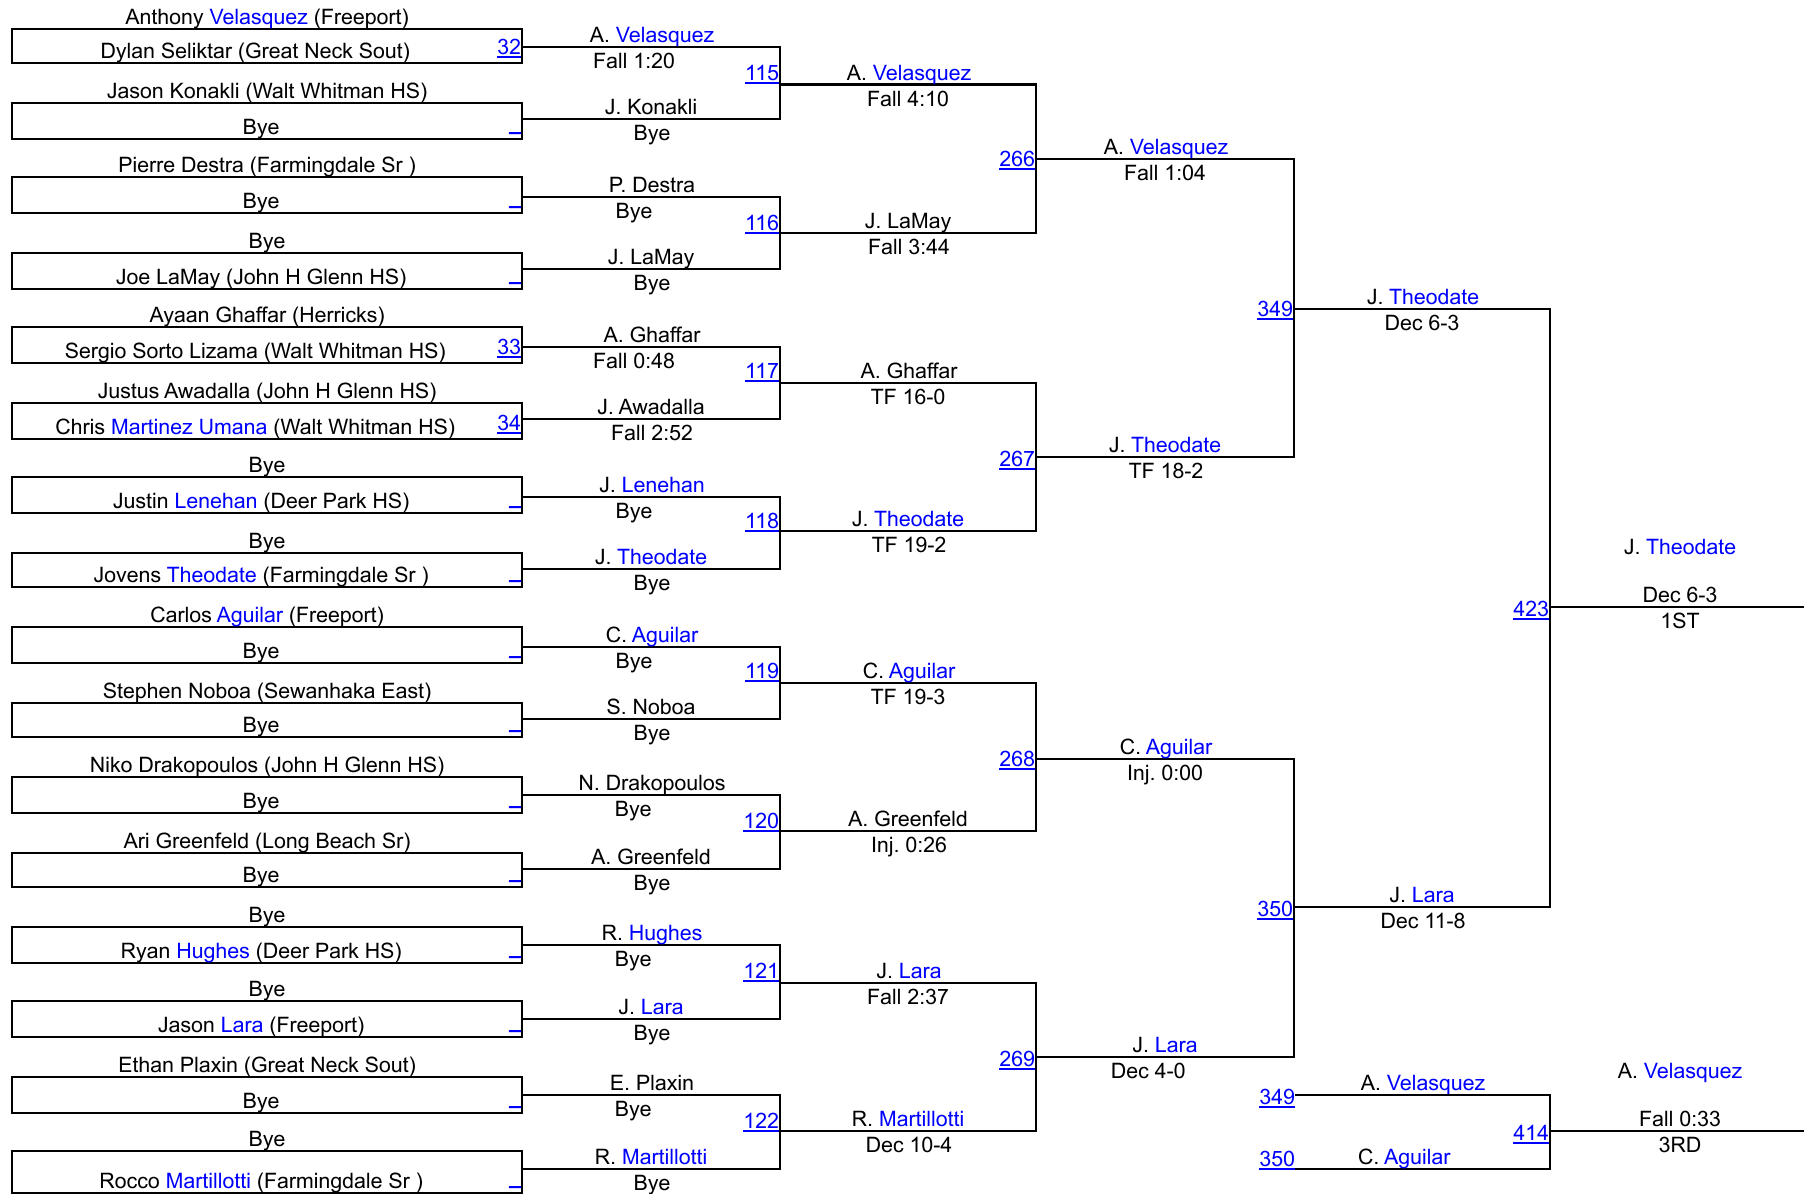 Anthony Velasquez (Freeport)
Dylan Seliktar (Great Neck Sout) 32
Jason Konakli (Walt Whitman HS)
Bye
Pierre Destra (Farmingdale Sr )
Bye
Bye
Joe LaMay (John H Glenn HS)
Ayaan Ghaffar (Herricks)
Sergio Sorto Lizama (Walt Whitman HS) 33
Justus Awadalla (John H Glenn HS)
Chris Martinez Umana (Walt Whitman HS) 34
Bye
Justin Lenehan (Deer Park HS)
Bye
Jovens Theodate (Farmingdale Sr )
Carlos Aguilar (Freeport)
Bye
Stephen Noboa (Sewanhaka East)
Bye
Niko Drakopoulos (John H Glenn HS)
Bye
Ari Greenfeld (Long Beach Sr)
Bye
Bye
Ryan Hughes (Deer Park HS)
Bye
Jason Lara (Freeport)
Ethan Plaxin (Great Neck Sout)
Bye
Bye
Rocco Martillotti (Farmingdale Sr )
A. Velasquez
Fall 1:20
115
J. Konakli
Bye
P. Destra
Bye
116
J. LaMay
Bye
A. Ghaffar
Fall 0:48
117
J. Awadalla
Fall 2:52
J. Lenehan
Bye
118
J. Theodate
Bye
C. Aguilar
Bye
119
S. Noboa
Bye
N. Drakopoulos
Bye
120
A. Greenfeld
Bye
R. Hughes
Bye
121
J. Lara
Bye
E. Plaxin
Bye
122
R. Martillotti
Bye
A. Velasquez
Fall 4:10
266
J. LaMay
Fall 3:44
A. Ghaffar
TF 16-0
267
J. Theodate
TF 19-2
C. Aguilar
TF 19-3
268
A. Greenfeld
Inj. 0:26
J. Lara
Fall 2:37
269
R. Martillotti
Dec 10-4
A. Velasquez
Fall 1:04
349
J. Theodate
TF 18-2
C. Aguilar
Inj. 0:00
350
J. Lara
Dec 4-0
J. Theodate
Dec 6-3
423
J. Lara
Dec 11-8
J. Theodate
Dec 6-3
1ST
349
A. Velasquez
414
350
C. Aguilar
A. Velasquez
Fall 0:33
3RD